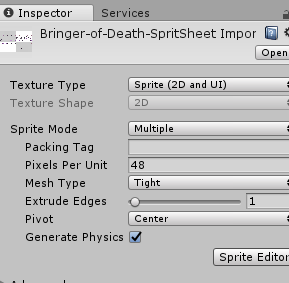 Inspector Services
Bringer-of-Death-SpritSheet Impor
Open
Texture Type Sprite (2D and UI)
Texture Shape 2D
Sprite Mode Multiple
Packing Tag
Pixels Per Unit 48
Mesh Type Tight
Extrude Edges 1
Pivot Center
Generate Physics
Sprite Editor